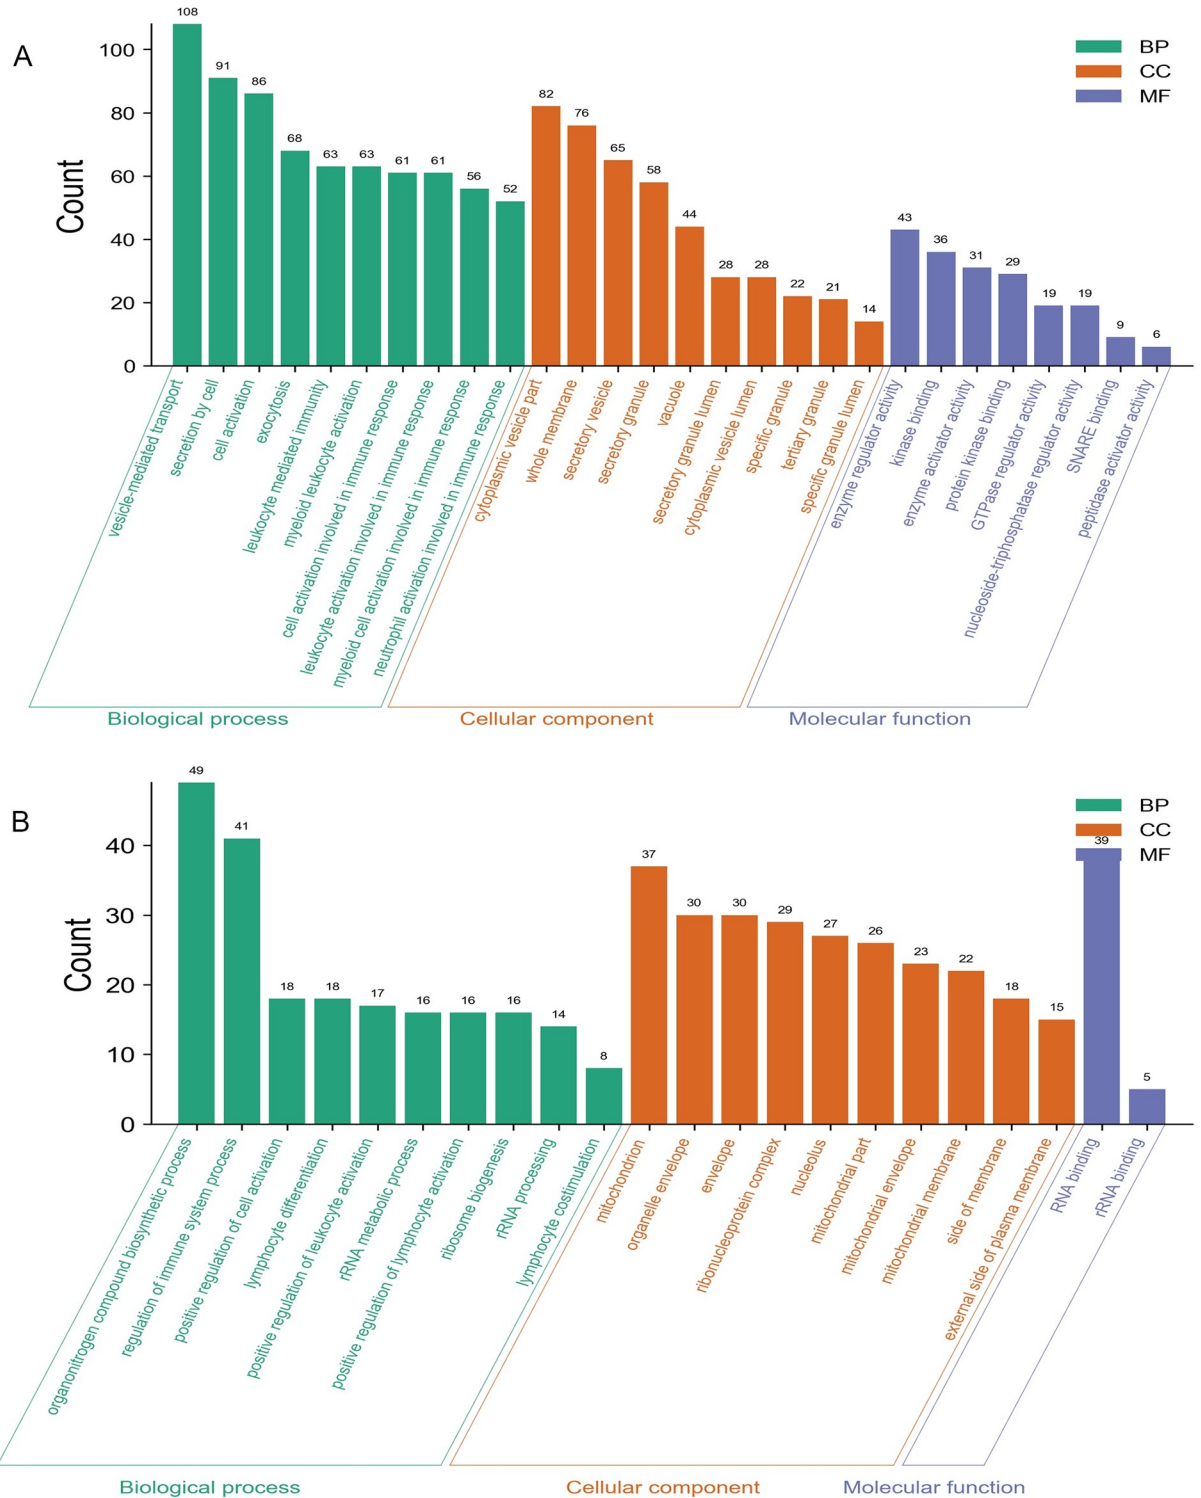 A
108
91
86
68
63
63
61
61
56
52
82
76
65
58
44
28
28
22
21
14
43
36
31
29
19
19
9
6
BP
CC
MF
Count
100
80
60
40
20
0
vesicle-mediated transport
secretion by cell
cell activation
exocytosis
leukocyte mediated immunity
myeloid leukocyte activation
cell activation involved in immune response
leukocyte activation involved in immune response
myeloid cell activation involved in immune response
neutrophil activation involved in immune response
cytoplasmic vesicle part
whole membrane
secretory vesicle
secretory granule
vacuole
secretory granule lumen
cytoplasmic vesicle lumen
specific granule
tertiary granule
specific granule lumen
enzyme regulator activity
kinase binding
enzyme activator activity
protein kinase binding
GTPase regulator activity
nucleoside-triphosphatase regulator activity
SNARE binding
peptidase activator activity
Biological process
Cellular component
Molecular function
B
49
41
18
18
17
16
16
16
14
8
37
30
30
29
27
26
23
22
18
15
39
5
BP
CC
MF
Count
40
30
20
10
0
organonitrogen compound biosynthetic process
regulation of immune system process
positive regulation of cell activation
lymphocyte differentiation
positive regulation of leukocyte activation
rRNA metabolic process
positive regulation of lymphocyte activation
ribosome biogenesis
rRNA processing
lymphocyte costimulation
mitochondrion
organelle envelope
envelope
ribonucleoprotein complex
nucleolus
mitochondrial part
mitochondrial envelope
mitochondrial membrane
side of membrane
external side of plasma membrane
RNA binding
rRNA binding
Biological process
Cellular component
Molecular function